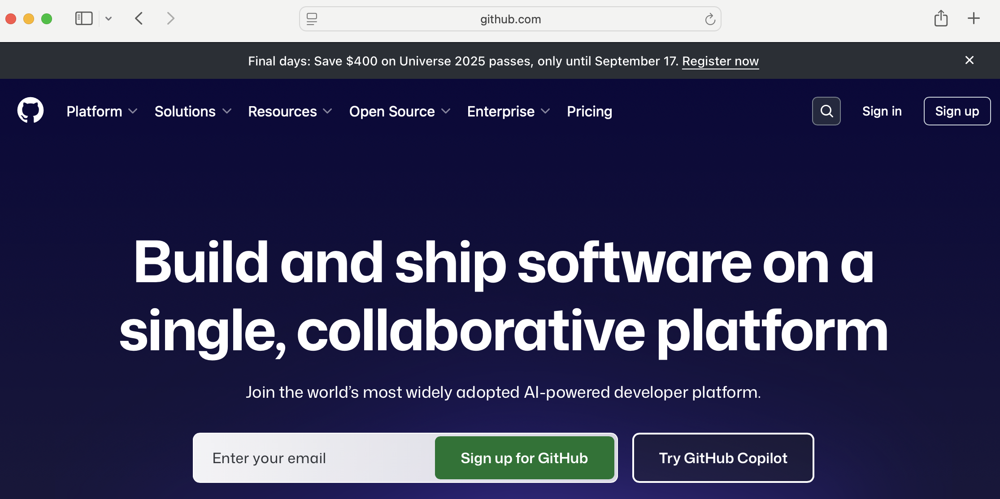 github.com
Final days: Save $400 on Universe 2025 passes, only until September 17. Register now
Platform Solutions Resources Open Source Enterprise Pricing Sign in Sign up
Build and ship software on a
single, collaborative platform
Join the world’s most widely adopted AI-powered developer platform.
Enter your email Sign up for GitHub Try GitHub Copilot